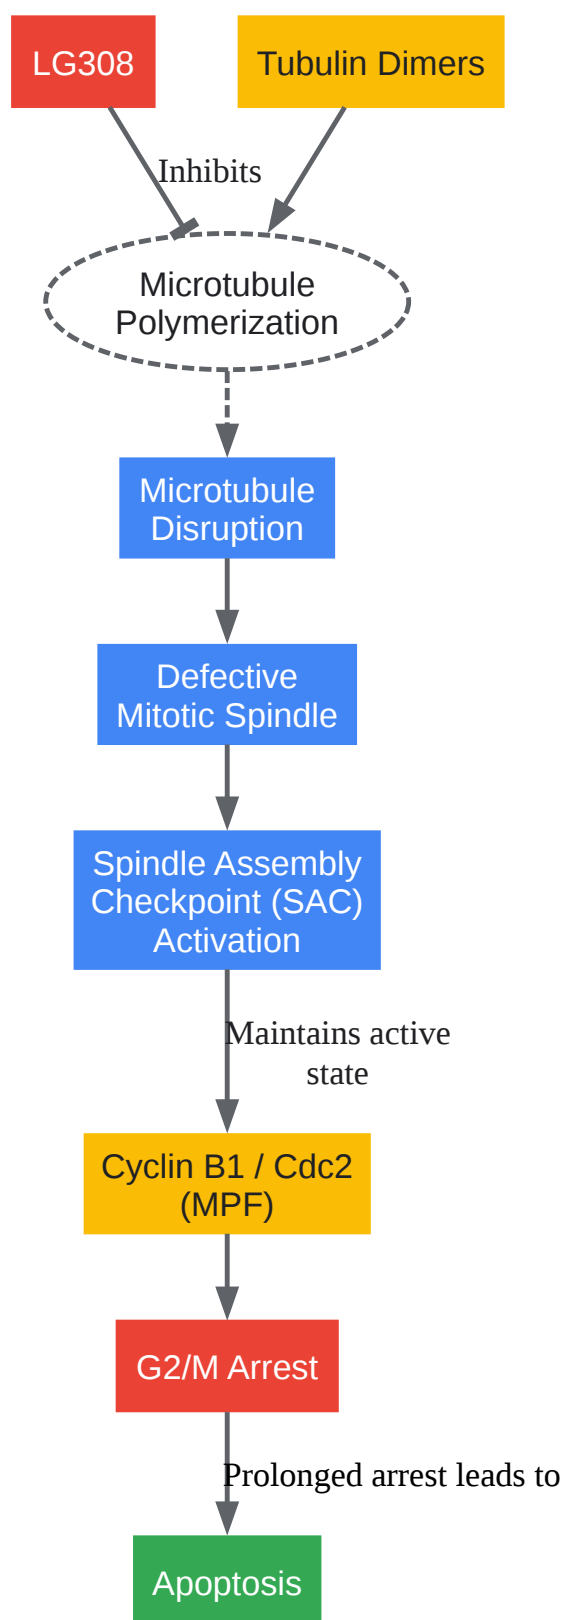 LG308
Tubulin Dimers
Inhibits
Microtubule
Polymerization
Microtubule
Disruption
Defective
Mitotic Spindle
Spindle Assembly
Checkpoint (SAC)
Activation
Maintains active
state
Cyclin B1 / Cdc2
(MPF)
G2/M Arrest
Prolonged arrest leads to
Apoptosis